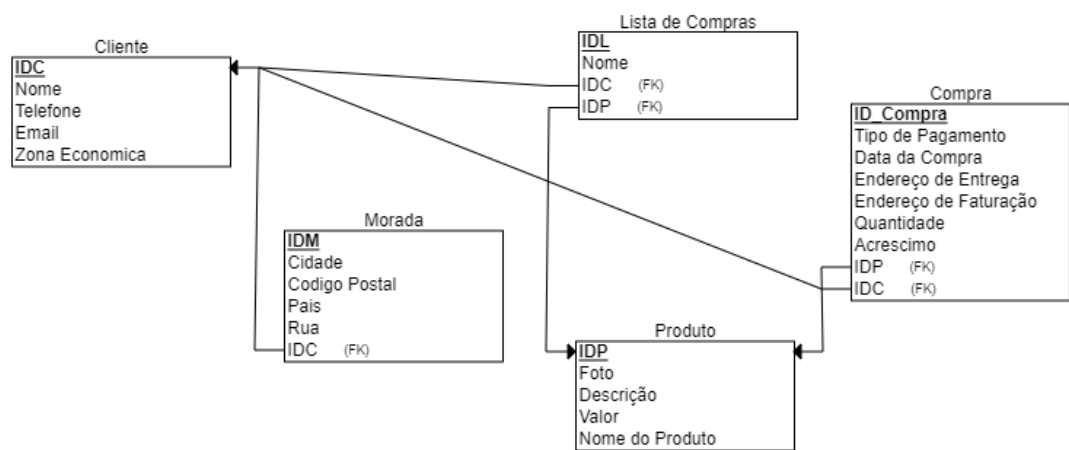 Cliente
IDC
Nome
Telefone
Email
Zona Economica
Lista de Compras
IDL
Nome
IDC (FK)
IDP (FK)
Compra
ID_Compra
Tipo de Pagamento
Data da Compra
Endereço de Entrega
Endereço de Faturação
Quantidade
Acrescimo
IDP (FK)
IDC (FK)
Morada
IDM
Cidade
Codigo Postal
Pais
Rua
IDC (FK)
Produto
IDP
Foto
Descrição
Valor
Nome do Produto